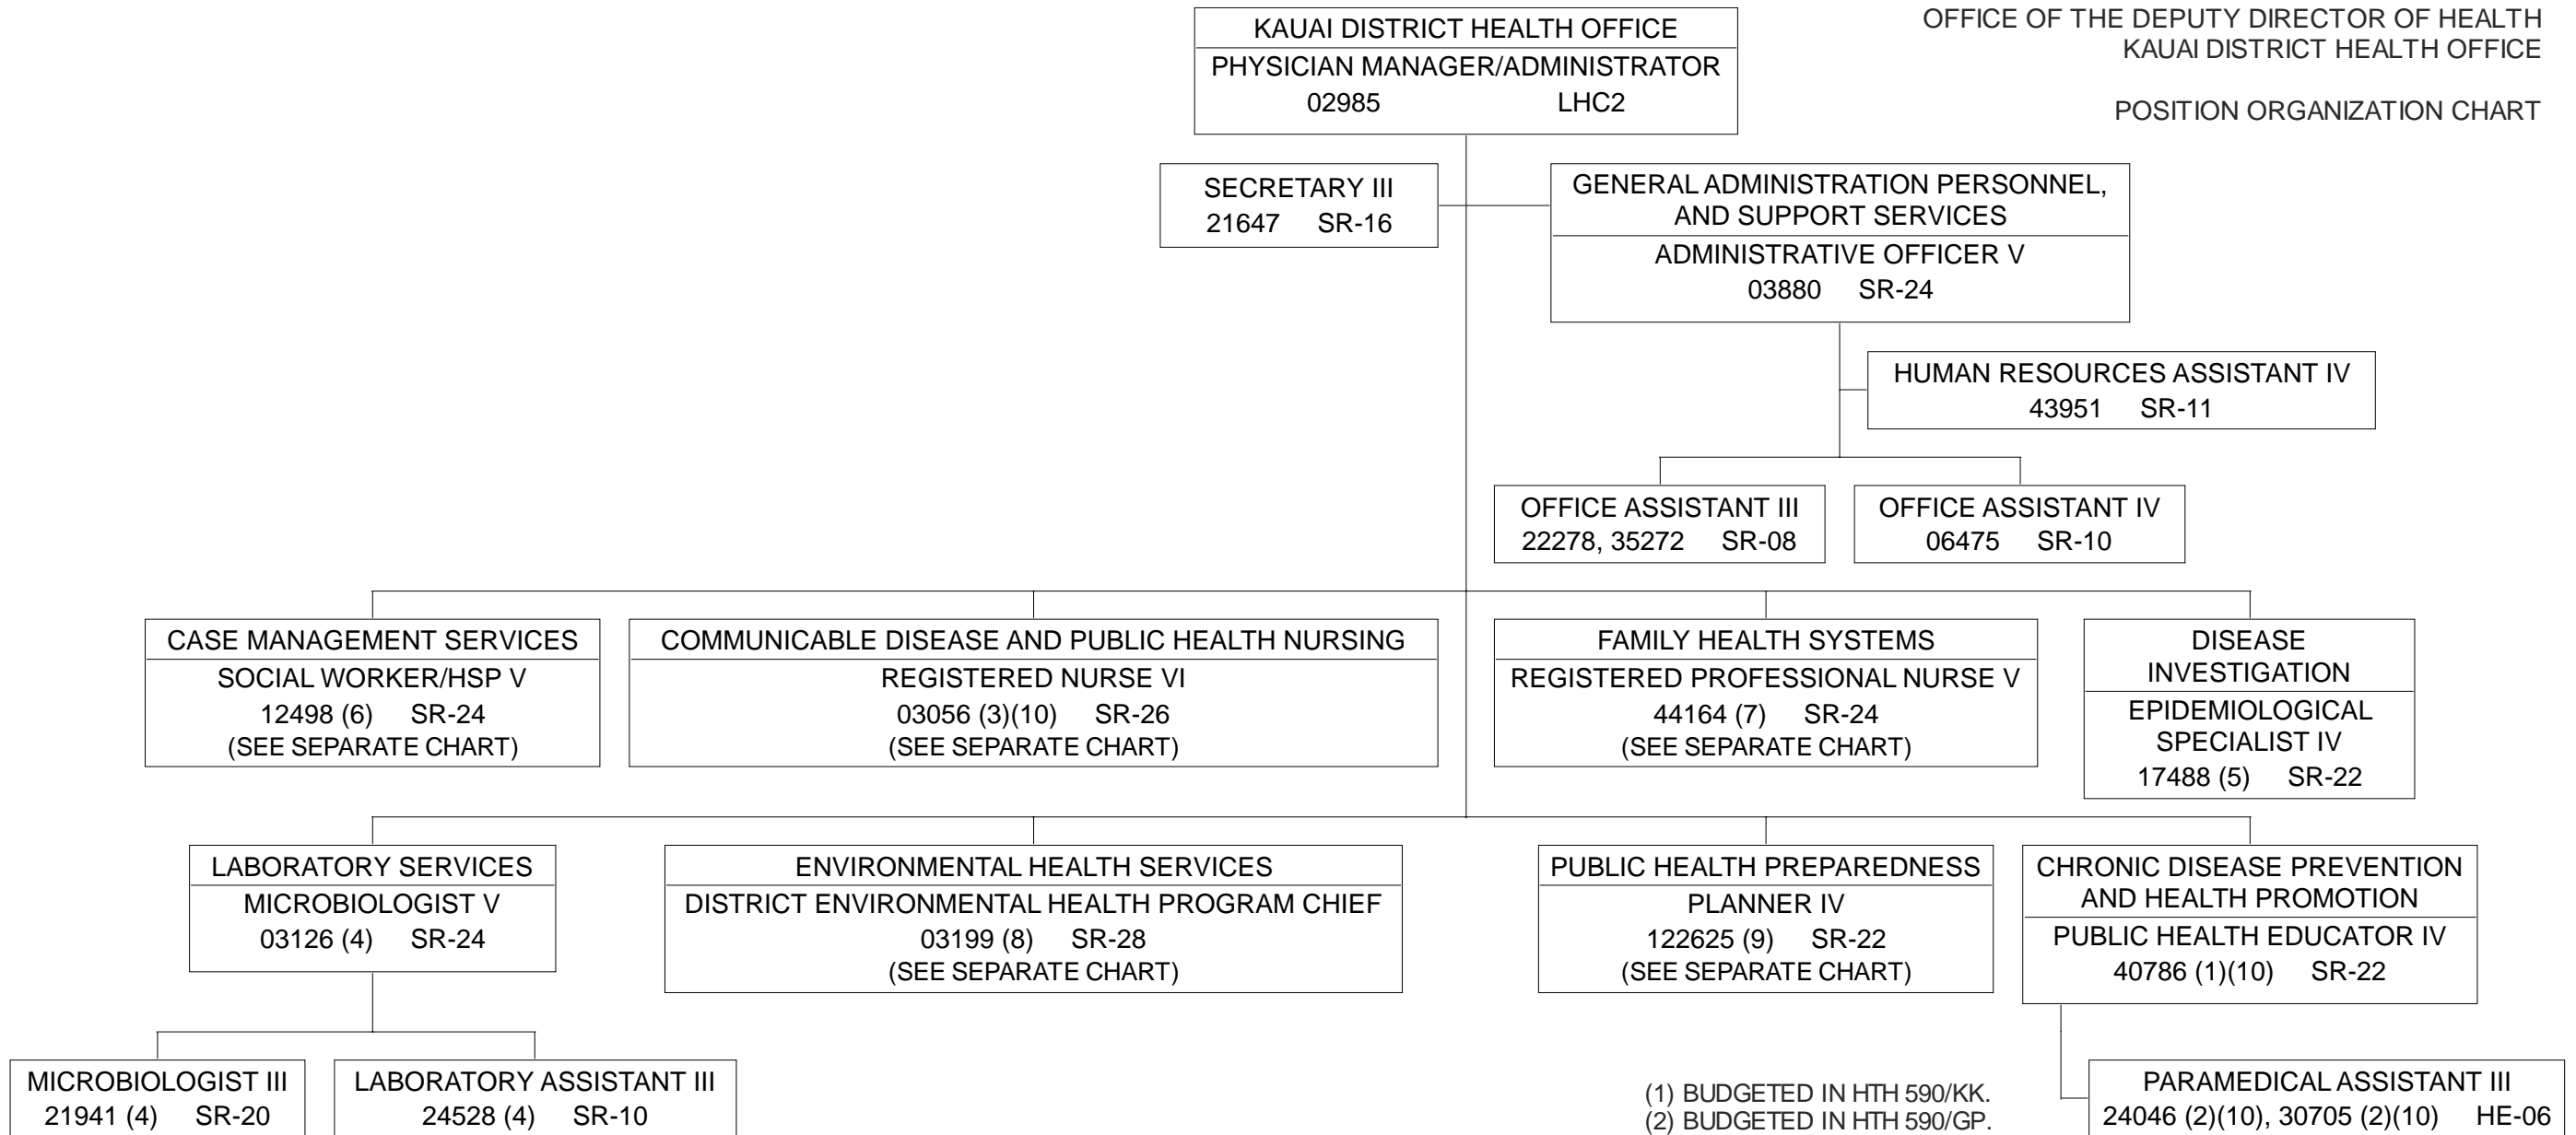 OFFICE OF THE DEPUTY DIRECTOR OF HEALTH
KAUAI DISTRICT HEALTH OFFICE
POSITION ORGANIZATION CHART
KAUAI DISTRICT HEALTH OFFICE
PHYSICIAN MANAGER/ADMINISTRATOR
02985 LHC2
SECRETARY III
21647 SR-16
GENERAL ADMINISTRATION PERSONNEL,
AND SUPPORT SERVICES
ADMINISTRATIVE OFFICER V
03880 SR-24
HUMAN RESOURCES ASSISTANT IV
43951 SR-11
OFFICE ASSISTANT III
22278, 35272 SR-08
OFFICE ASSISTANT IV
06475 SR-10
CASE MANAGEMENT SERVICES
SOCIAL WORKER/HSP V
12498 (6) SR-24
(SEE SEPARATE CHART)
COMMUNICABLE DISEASE AND PUBLIC HEALTH NURSING
REGISTERED NURSE VI
03056 (3)(10) SR-26
(SEE SEPARATE CHART)
FAMILY HEALTH SYSTEMS
REGISTERED PROFESSIONAL NURSE V
44164 (7) SR-24
(SEE SEPARATE CHART)
DISEASE
INVESTIGATION
EPIDEMIOLOGICAL
SPECIALIST IV
17488 (5) SR-22
LABORATORY SERVICES
MICROBIOLOGIST V
03126 (4) SR-24
ENVIRONMENTAL HEALTH SERVICES
DISTRICT ENVIRONMENTAL HEALTH PROGRAM CHIEF
03199 (8) SR-28
(SEE SEPARATE CHART)
PUBLIC HEALTH PREPAREDNESS
PLANNER IV
122625 (9) SR-22
(SEE SEPARATE CHART)
CHRONIC DISEASE PREVENTION
AND HEALTH PROMOTION
PUBLIC HEALTH EDUCATOR IV
40786 (1)(10) SR-22
MICROBIOLOGIST III
21941 (4) SR-20
LABORATORY ASSISTANT III
24528 (4) SR-10
(1) BUDGETED IN HTH 590/KK.
(2) BUDGETED IN HTH 590/GP.
PARAMEDICAL ASSISTANT III
24046 (2)(10), 30705 (2)(10) HE-06